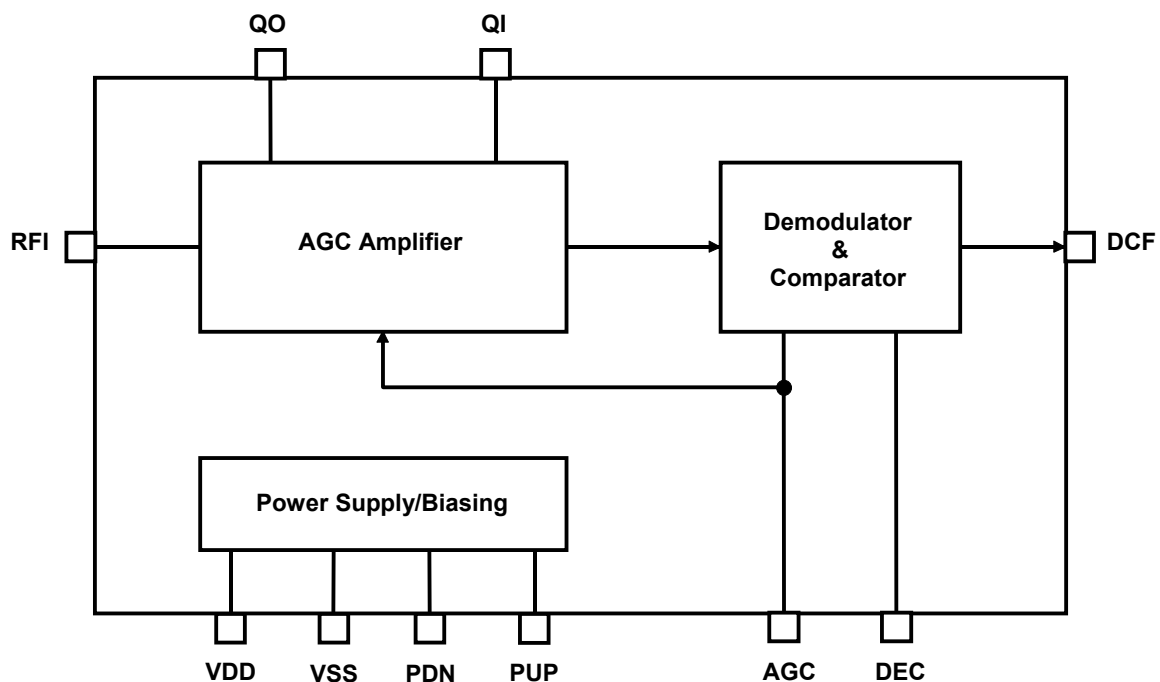 QO
QI
RFI
AGC Amplifier
Demodulator
&
Comparator
DCF
Power Supply/Biasing
VDD
VSS
PDN
PUP
AGC
DEC